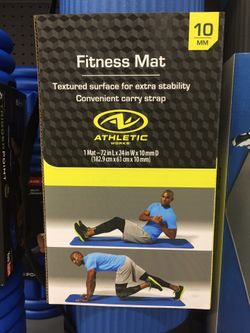 10
MM
Fitness Mat
Textured surface for extra stability
Convenient carry strap
ATHLETIC
WORKS
1 Mat – 72 in L x 24 in W x 10 mm D
(182.9 cm x 61 cm x 10 mm)
TRIGGERPOINT